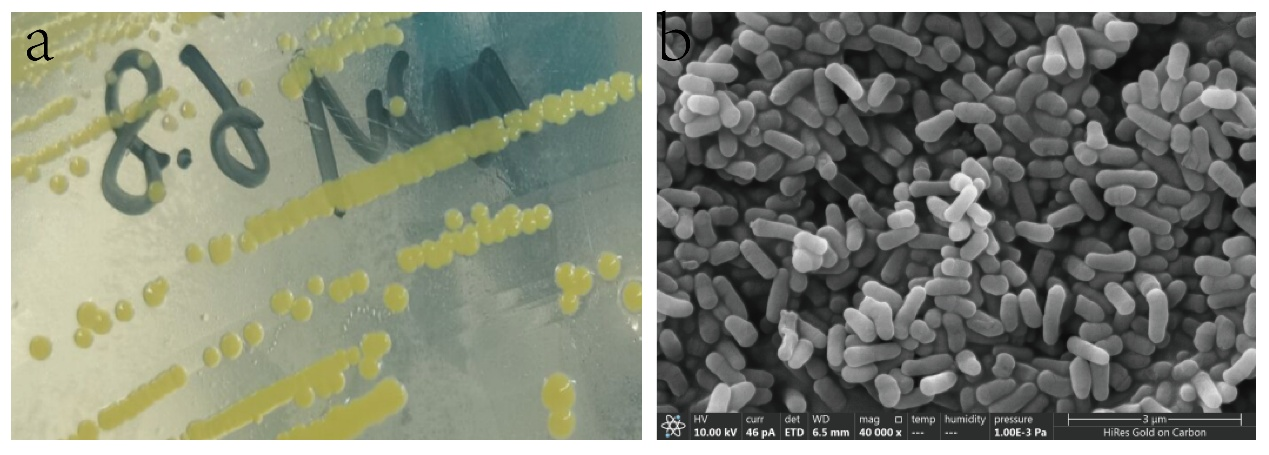 a
b
HV curr det WD mag □ temp humidity pressure 3 µm
10.00 kV 46 pA ETD 6.5 mm 40 000 x --- --- 1.00E-3 Pa HiRes Gold on Carbon